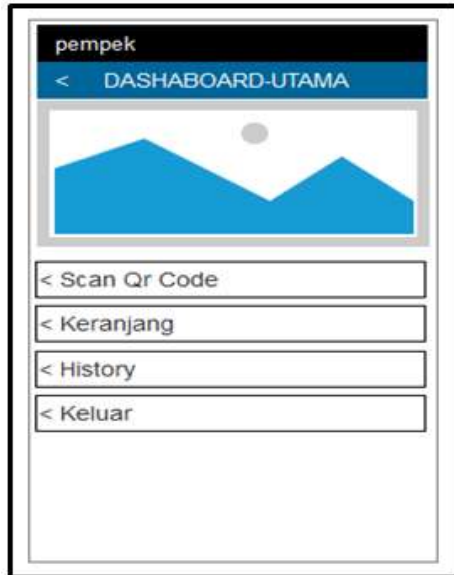 pempek
< DASHABOARD-UTAMA
< Scan Qr Code
< Keranjang
< History
< Keluar